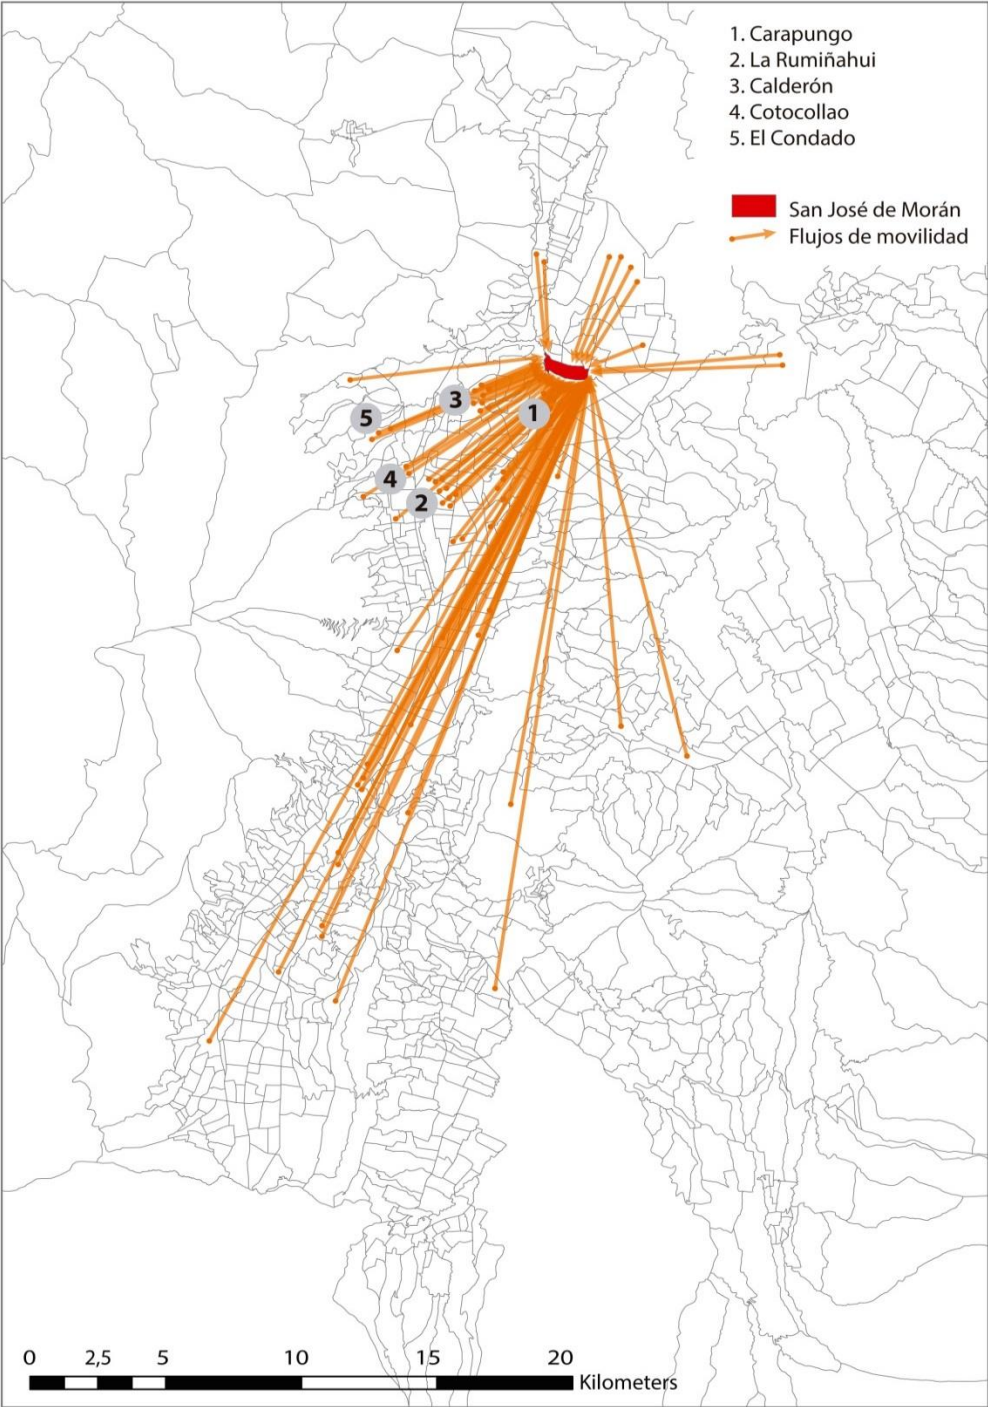 1. Carapungo
2. La Rumiñahui
3. Calderón
4. Cotocollao
5. El Condado
San José de Morán
Flujos de movilidad
3
1
5
4
2
0 2,5 5 10 15 20
Kilometers